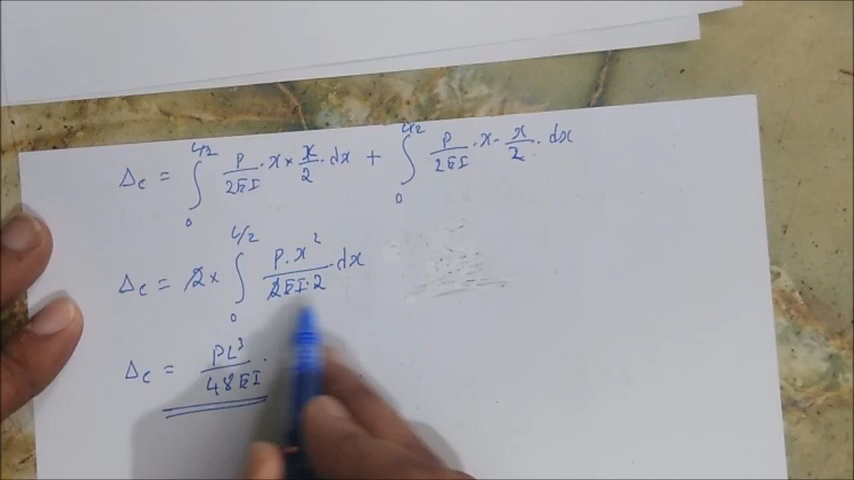 Δc = ∫₀^{L/2} P/2EI · x × x/2 · dx + ∫₀^{L/2} P/2EI · x · x/2 · dx
Δc = 2 × ∫₀^{L/2} P·x²/2EI·2 · dx
Δc = PL³/48EI ·